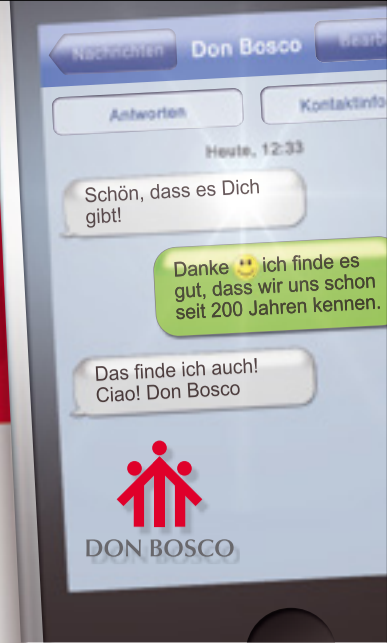 Nachrichten
Don Bosco
Bearb
Antworten
Kontaktinfo
Heute, 12:33
Schön, dass es Dich
gibt!
Danke 🙂 ich finde es
gut, dass wir uns schon
seit 200 Jahren kennen.
Das finde ich auch!
Ciao! Don Bosco
DON BOSCO